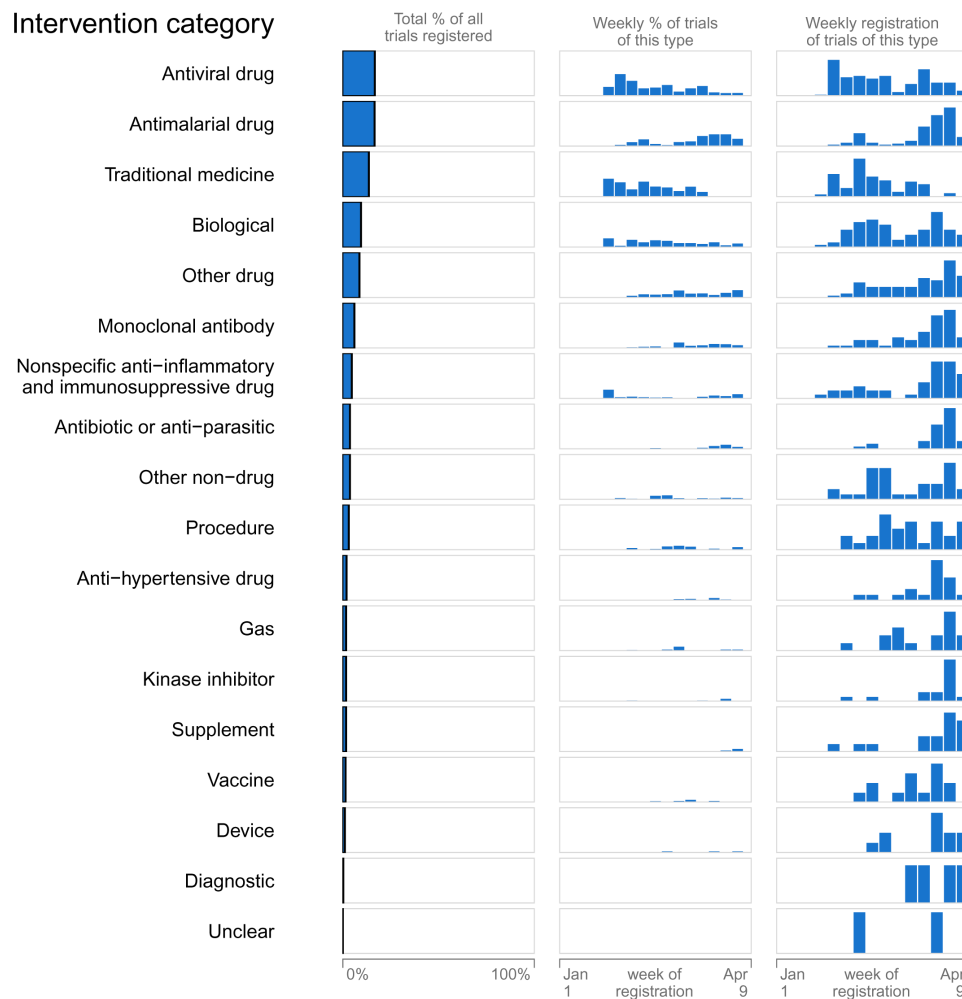 Intervention category
Total % of all
trials registered
Weekly % of trials
of this type
Weekly registration
of trials of this type
Antiviral drug
Antimalarial drug
Traditional medicine
Biological
Other drug
Monoclonal antibody
Nonspecific anti−inflammatory
and immunosuppressive drug
Antibiotic or anti−parasitic
Other non−drug
Procedure
Anti−hypertensive drug
Gas
Kinase inhibitor
Supplement
Vaccine
Device
Diagnostic
Unclear
0%
100%
Jan
1
week of
registration
Apr
9
Jan
1
week of
registration
Apr
9